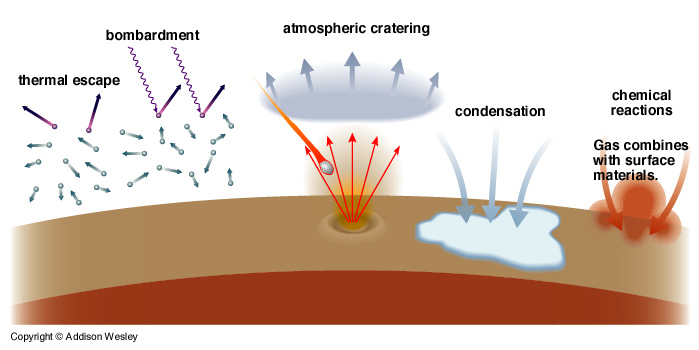 thermal escape
bombardment
atmospheric cratering
condensation
chemical
reactions
Gas combines
with surface
materials.
Copyright © Addison Wesley